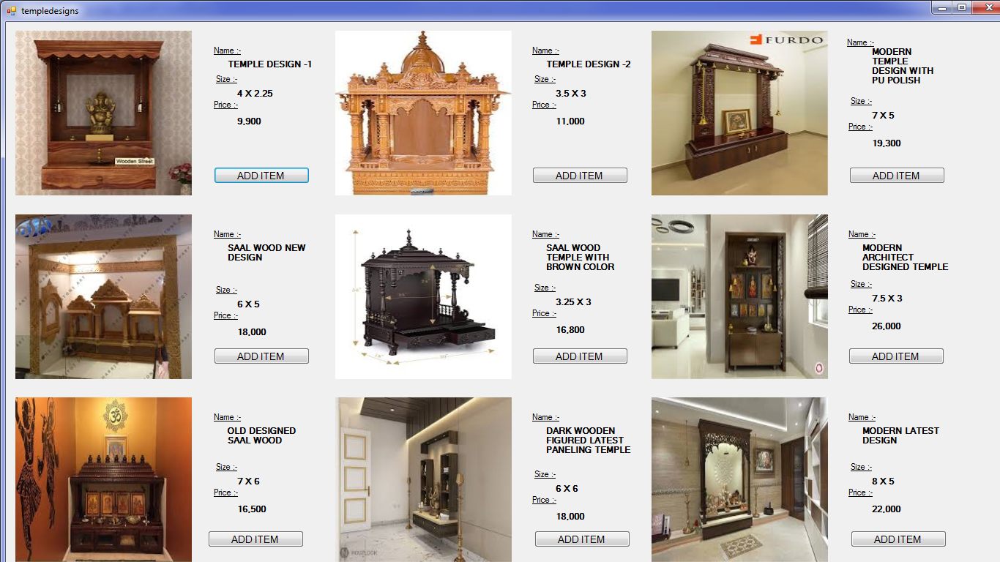 templedesigns
Name :-
TEMPLE DESIGN -1
Size :-
4 X 2.25
Price :-
9,900
ADD ITEM
Wooden Street
Name :-
TEMPLE DESIGN -2
Size :-
3.5 X 3
Price :-
11,000
ADD ITEM
FURDO
Name :-
MODERN
TEMPLE
DESIGN WITH
PU POLISH
Size :-
7 X 5
Price :-
19,300
ADD ITEM
Name :-
SAAL WOOD NEW
DESIGN
Size :-
6 X 5
Price :-
18,000
ADD ITEM
Name :-
SAAL WOOD
TEMPLE WITH
BROWN COLOR
Size :-
3.25 X 3
Price :-
16,800
ADD ITEM
Name :-
MODERN
ARCHITECT
DESIGNED TEMPLE
Size :-
7.5 X 3
Price :-
26,000
ADD ITEM
ॐ
Name :-
OLD DESIGNED
SAAL WOOD
Size :-
7 X 6
Price :-
16,500
ADD ITEM
HOUZLOOK
Name :-
DARK WOODEN
FIGURED LATEST
PANELING TEMPLE
Size :-
6 X 6
Price :-
18,000
ADD ITEM
Name :-
MODERN LATEST
DESIGN
Size :-
8 X 5
Price :-
22,000
ADD ITEM